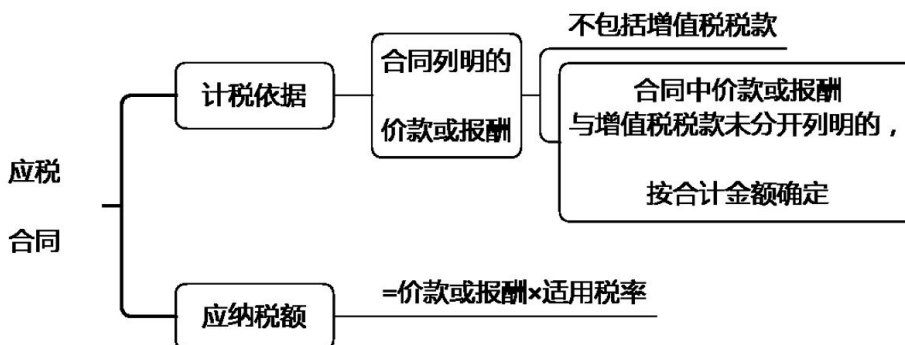 应税
合同
计税依据
合同列明的
价款或报酬
不包括增值税税款
合同中价款或报酬
与增值税税款未分开列明的，
按合计金额确定
应纳税额
=价款或报酬×适用税率